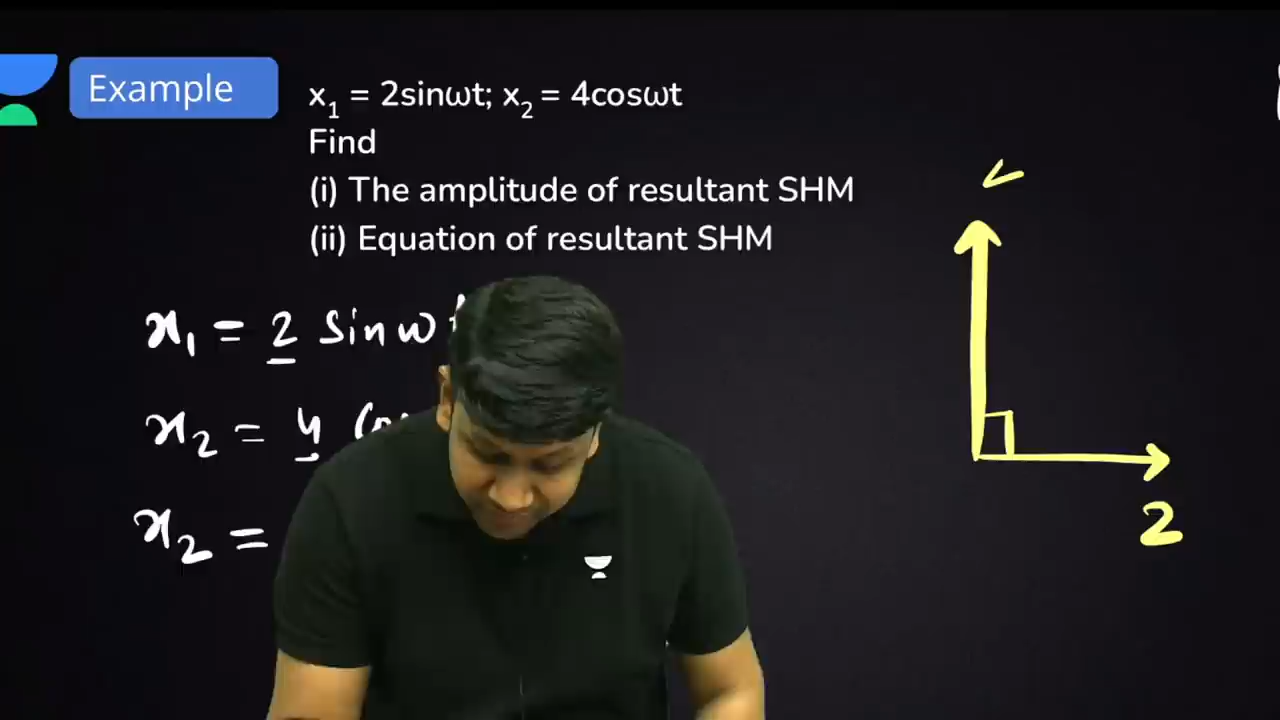 Example
x₁ = 2sinωt; x₂ = 4cosωt
Find
(i) The amplitude of resultant SHM
(ii) Equation of resultant SHM
x₁ = 2 sin ω
x₂ = 4
x₂ =
2